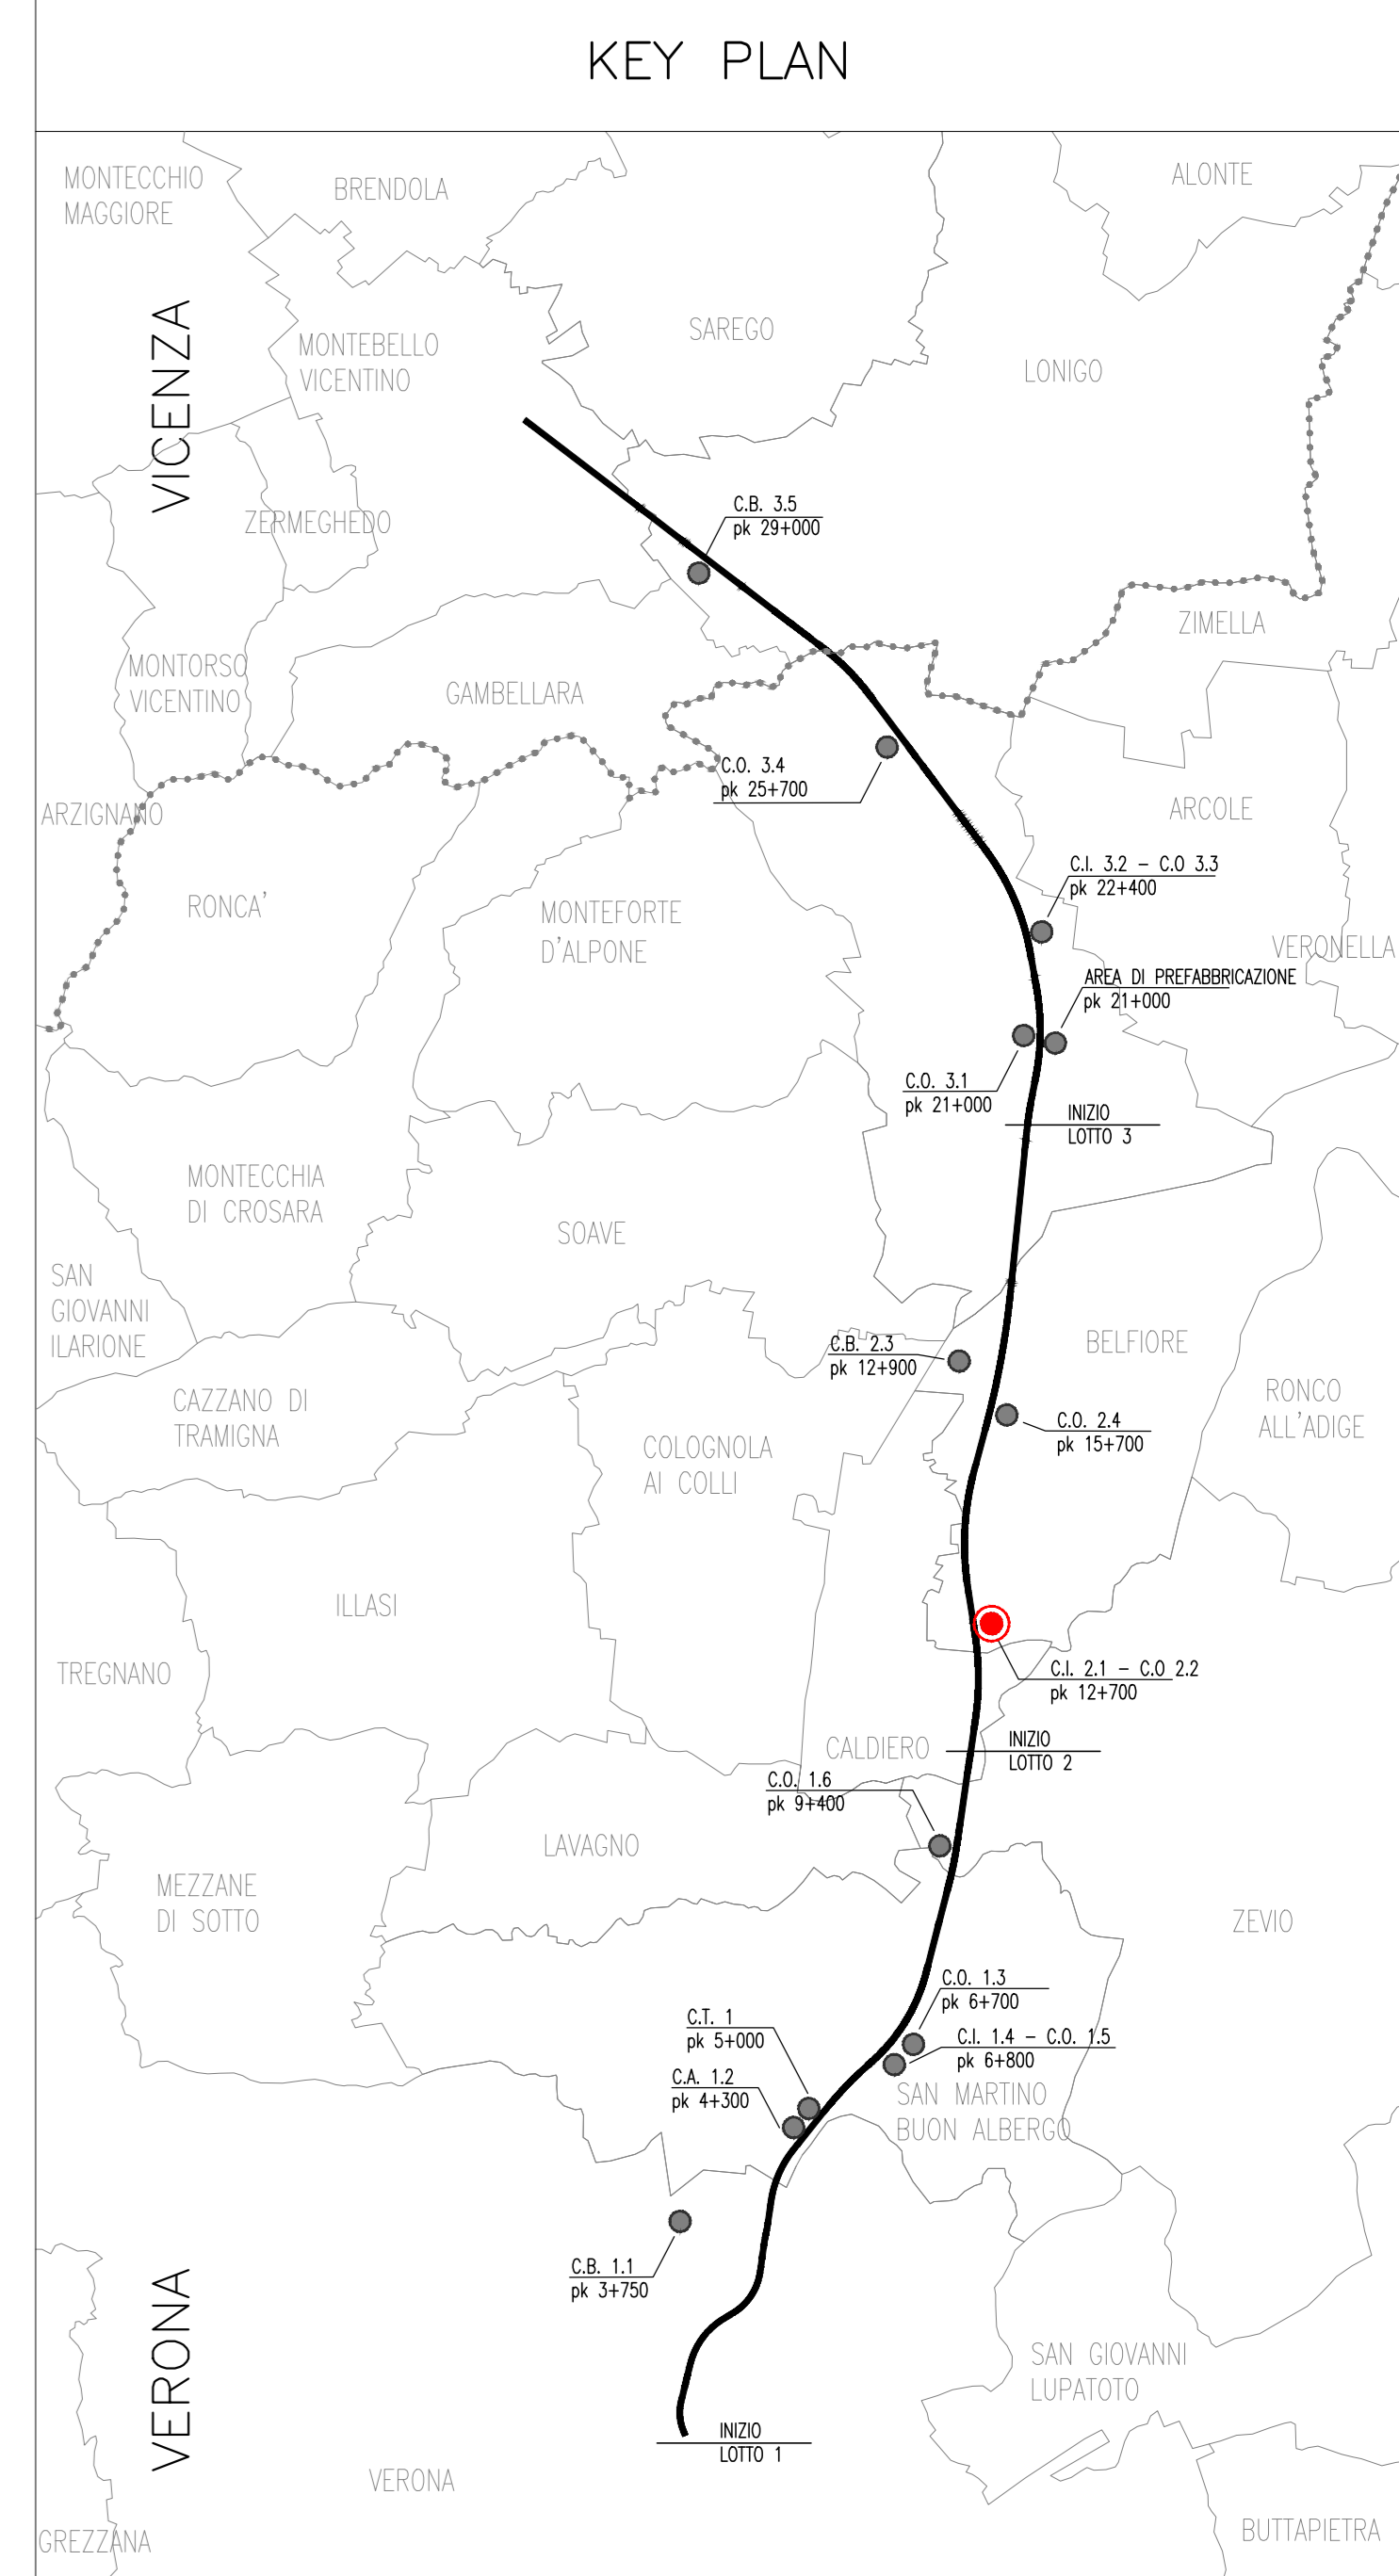 KEY PLAN
MONTECCHIO
MAGGIORE
BRENDOLA
ALONTE
VICENZA
MONTEBELLO
VICENTINO
SAREGO
LONIGO
C.B. 3.5
pk 29+000
ZERMEGHEDO
ZIMELLA
MONTORSO
VICENTINO
GAMBELLARA
C.O. 3.4
pk 25+700
ARZIGNANO
ARCOLE
C.I. 3.2 – C.O 3.3
pk 22+400
RONCA'
MONTEFORTE
D'ALPONE
VERONELLA
AREA DI PREFABBRICAZIONE
pk 21+000
C.O. 3.1
pk 21+000
INIZIO
LOTTO 3
MONTECCHIA
DI CROSARA
SOAVE
SAN
GIOVANNI
ILARIONE
C.B. 2.3
pk 12+900
BELFIORE
CAZZANO DI
TRAMIGNA
RONCO
ALL'ADIGE
C.O. 2.4
pk 15+700
COLOGNOLA
AI COLLI
ILLASI
TREGNANO
C.I. 2.1 – C.O 2.2
pk 12+700
CALDIERO
INIZIO
LOTTO 2
C.O. 1.6
pk 9+400
LAVAGNO
MEZZANE
DI SOTTO
ZEVIO
C.O. 1.3
pk 6+700
C.T. 1
pk 5+000
C.I. 1.4 – C.O. 1.5
pk 6+800
C.A. 1.2
pk 4+300
SAN MARTINO
BUON ALBERGO
C.B. 1.1
pk 3+750
VERONA
SAN GIOVANNI
LUPATOTO
INIZIO
LOTTO 1
VERONA
GREZZANA
BUTTAPIETRA